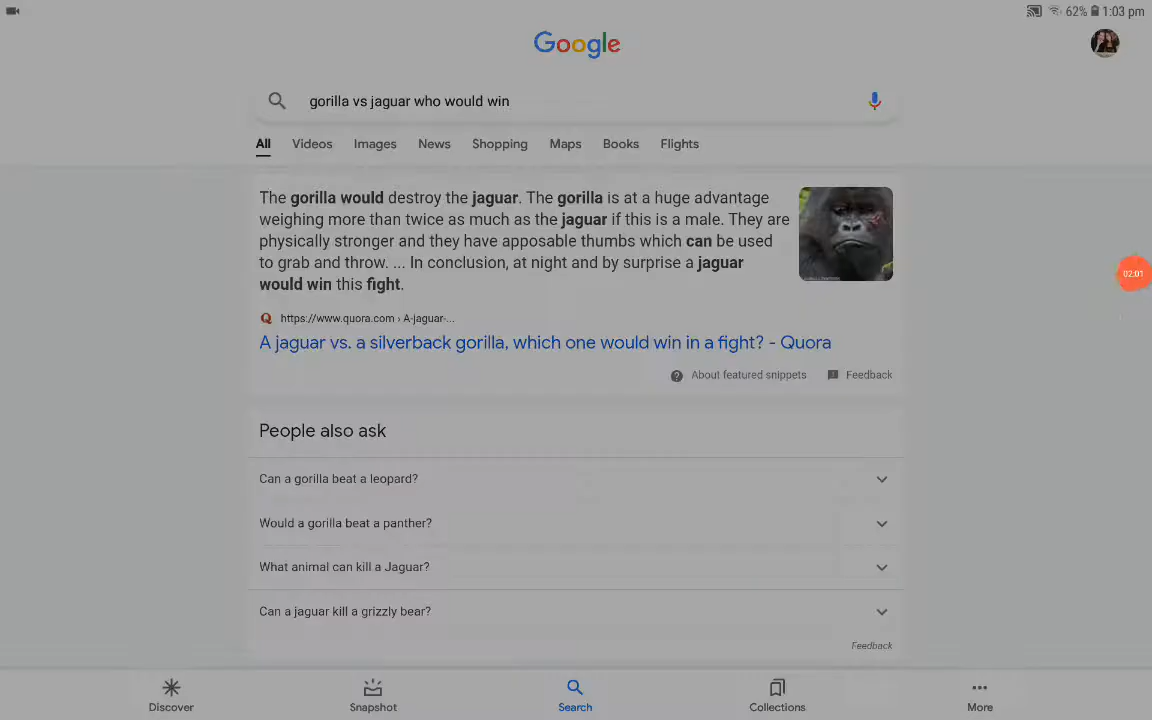 62% 1:03 pm
Google
gorilla vs jaguar who would win
All Videos Images News Shopping Maps Books Flights
The gorilla would destroy the jaguar. The gorilla is at a huge advantage
weighing more than twice as much as the jaguar if this is a male. They are
physically stronger and they have apposable thumbs which can be used
to grab and throw. ... In conclusion, at night and by surprise a jaguar
would win this fight.
https://www.quora.com › A-jaguar-...
A jaguar vs. a silverback gorilla, which one would win in a fight? - Quora
About featured snippets Feedback
02:01
People also ask
Can a gorilla beat a leopard?
Would a gorilla beat a panther?
What animal can kill a Jaguar?
Can a jaguar kill a grizzly bear?
Feedback
Discover Snapshot Search Collections More